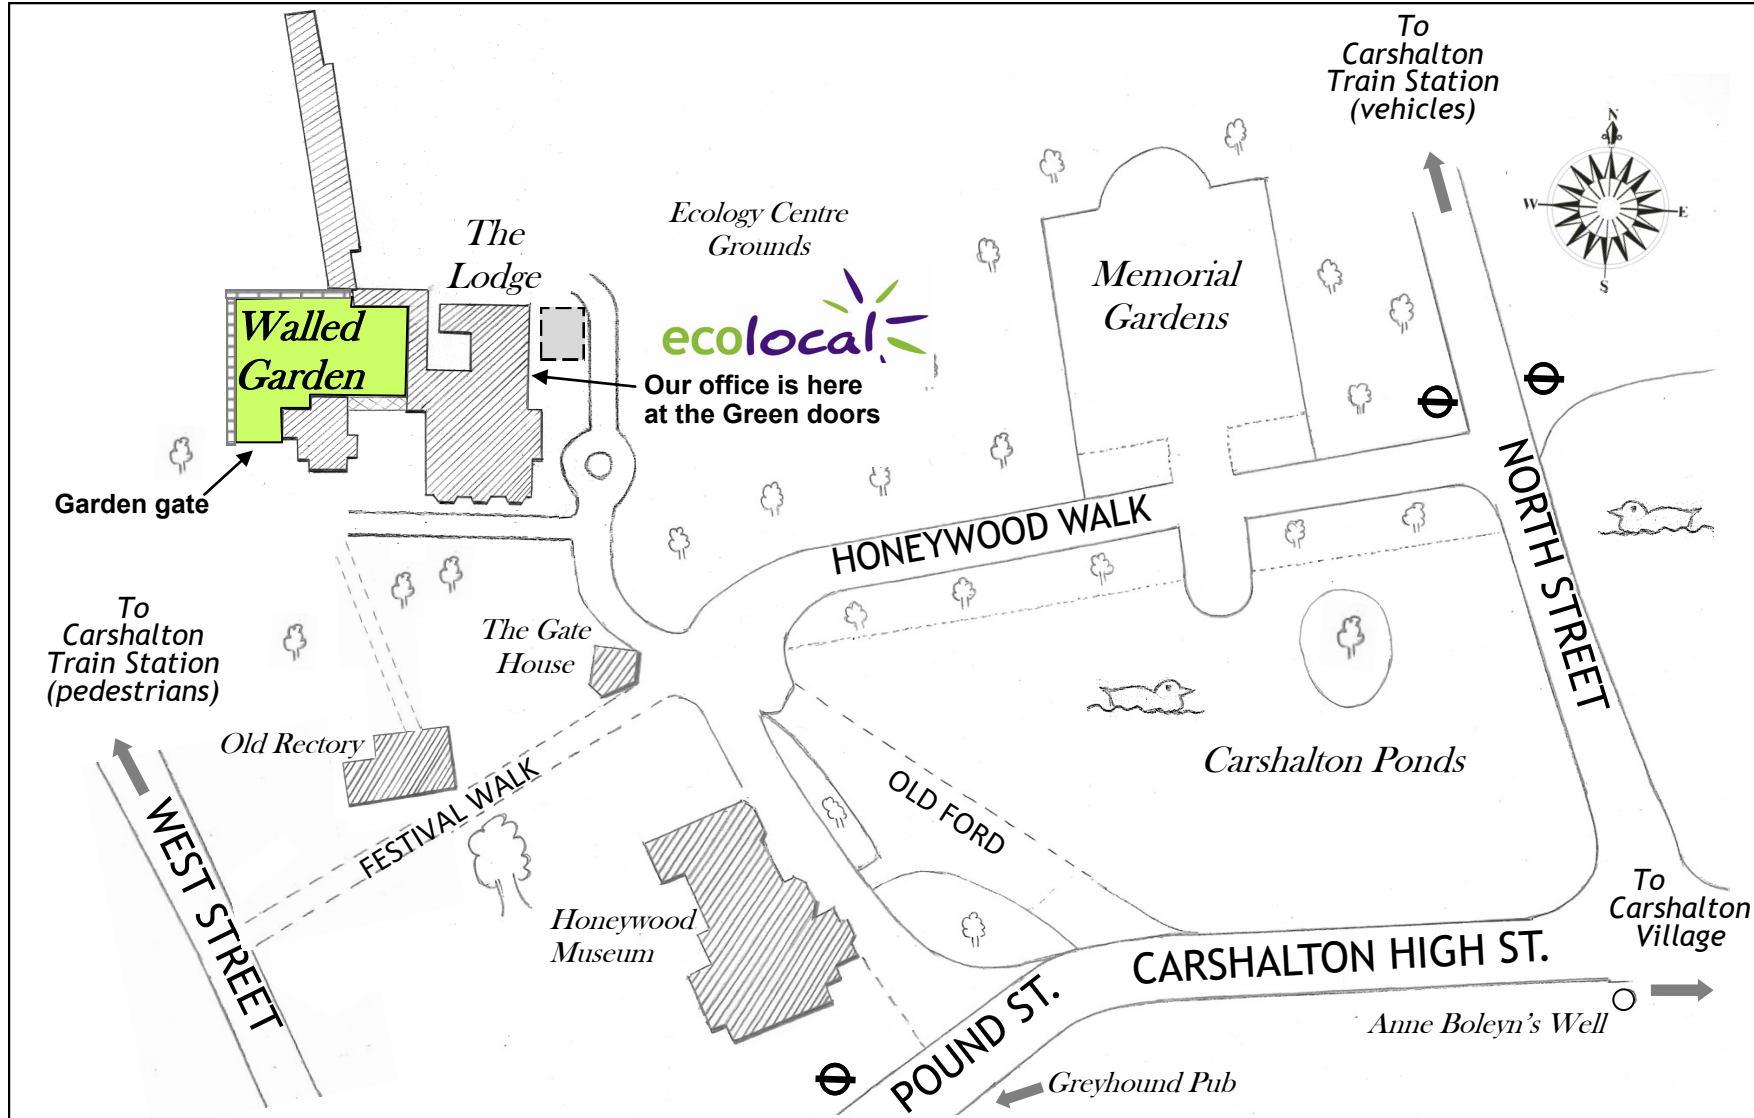 To
Carshalton
Train Station
(vehicles)
N
W
E
S
The
Lodge
Ecology Centre
Grounds
ecolocal
Our office is here
at the Green doors
Walled
Garden
Garden gate
Memorial
Gardens
HONEYWOOD WALK
NORTH STREET
To
Carshalton
Train Station
(pedestrians)
The Gate
House
Old Rectory
FESTIVAL WALK
WEST STREET
Honeywood
Museum
OLD FORD
Carshalton Ponds
To
Carshalton
Village
CARSHALTON HIGH ST.
POUND ST.
Anne Boleyn's Well
Greyhound Pub